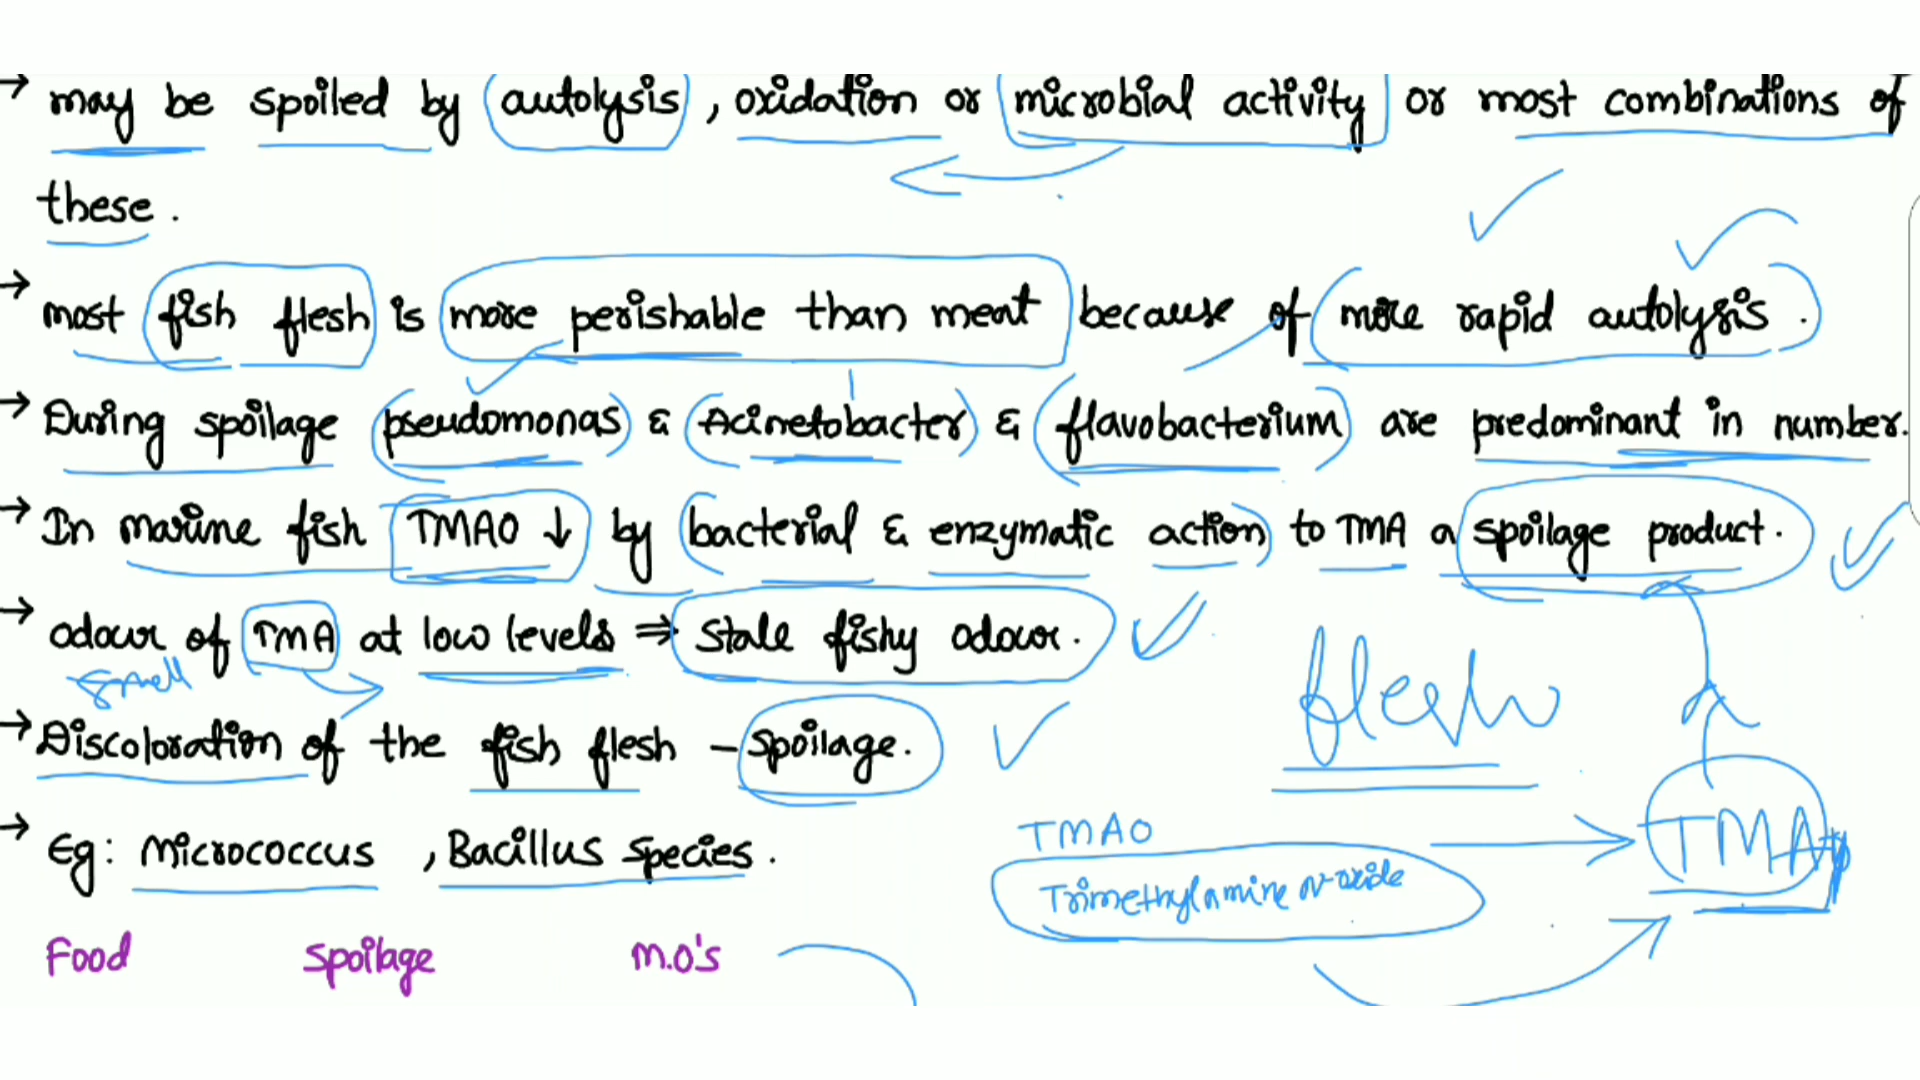 → may be spoiled by autolysis, oxidation or microbial activity or most combinations of
these.
→ most fish flesh is more perishable than meat because of more rapid autolysis.
→ During spoilage pseudomonas & Acinetobacter & flavobacterium are predominant in number.
→ In marine fish TMAO ↓ by bacterial & enzymatic action to TMA a spoilage product.
→ odour of TMA at low levels ⇒ stale fishy odour.
smell
flesh
→ Discoloration of the fish flesh - spoilage.
TMAO → TMA
→ Eg: Micrococcus, Bacillus species.
Trimethylamine N-oxide
Food spoilage M.O's